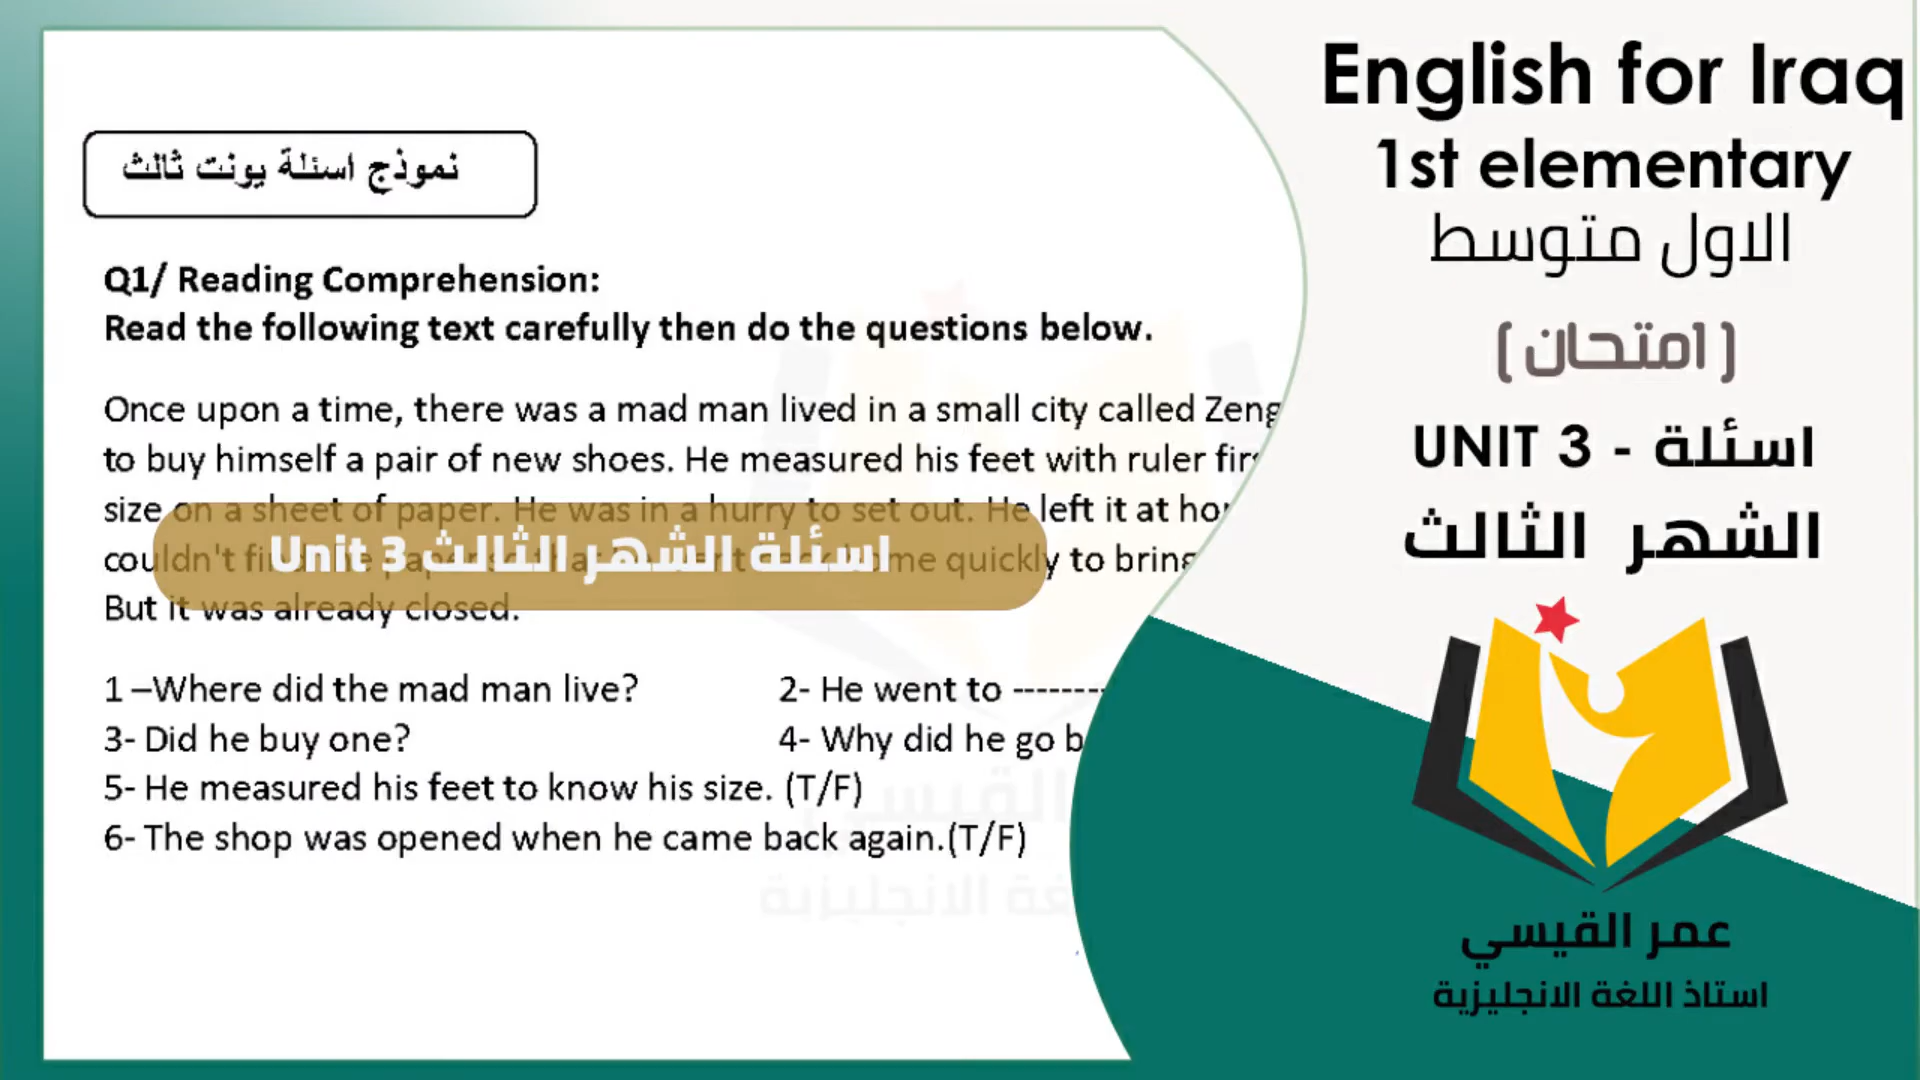 نموذج اسئلة يونت ثالث
Q1/ Reading Comprehension:
Read the following text carefully then do the questions below.
Once upon a time, there was a mad man lived in a small city called Zeng
to buy himself a pair of new shoes. He measured his feet with ruler
size on a sheet of paper. He was in a hurry to set out. He left it at
couldn't back home quickly to bring
But it was already closed.
اسئلة الشهر الثالث Unit 3
1 –Where did the mad man live?
2- He went to --------
3- Did he buy one?
4- Why did he go
5- He measured his feet to know his size. (T/F)
6- The shop was opened when he came back again.(T/F)
القيسي
الانجليزية
English for Iraq
1st elementary
الاول متوسط
( امتحان )
UNIT 3 - اسئلة
الشهر الثالث
عمر القيسي
استاذ اللغة الانجليزية